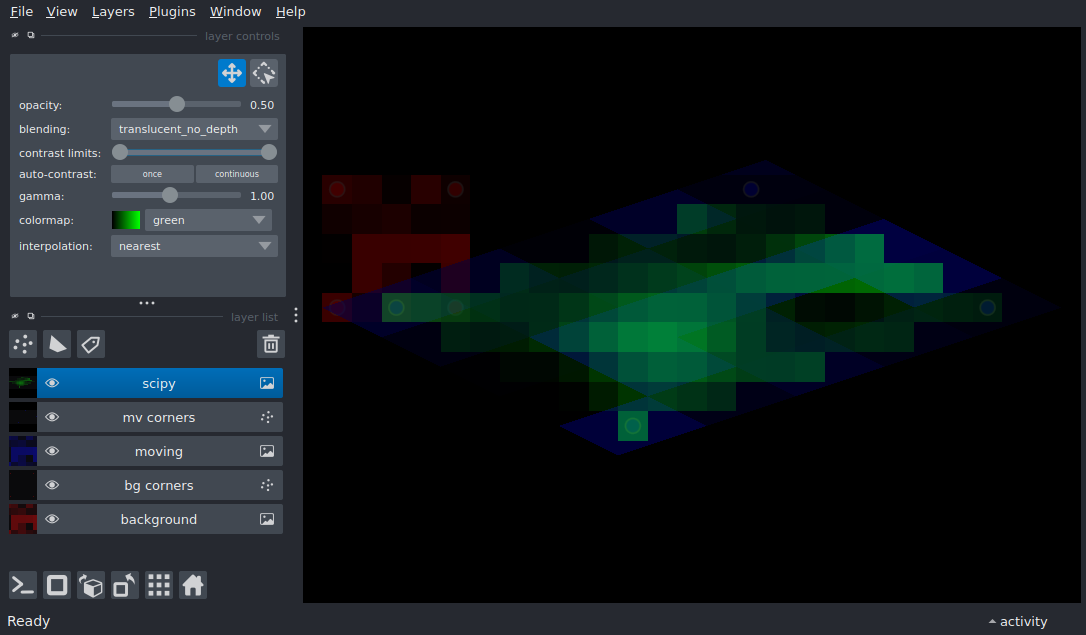 File View Layers Plugins Window Help
layer controls
opacity: 0.50
blending: translucent_no_depth
contrast limits:
auto-contrast: once continuous
gamma: 1.00
colormap: green
interpolation: nearest
layer list
scipy
mv corners
moving
bg corners
background
Ready
activity